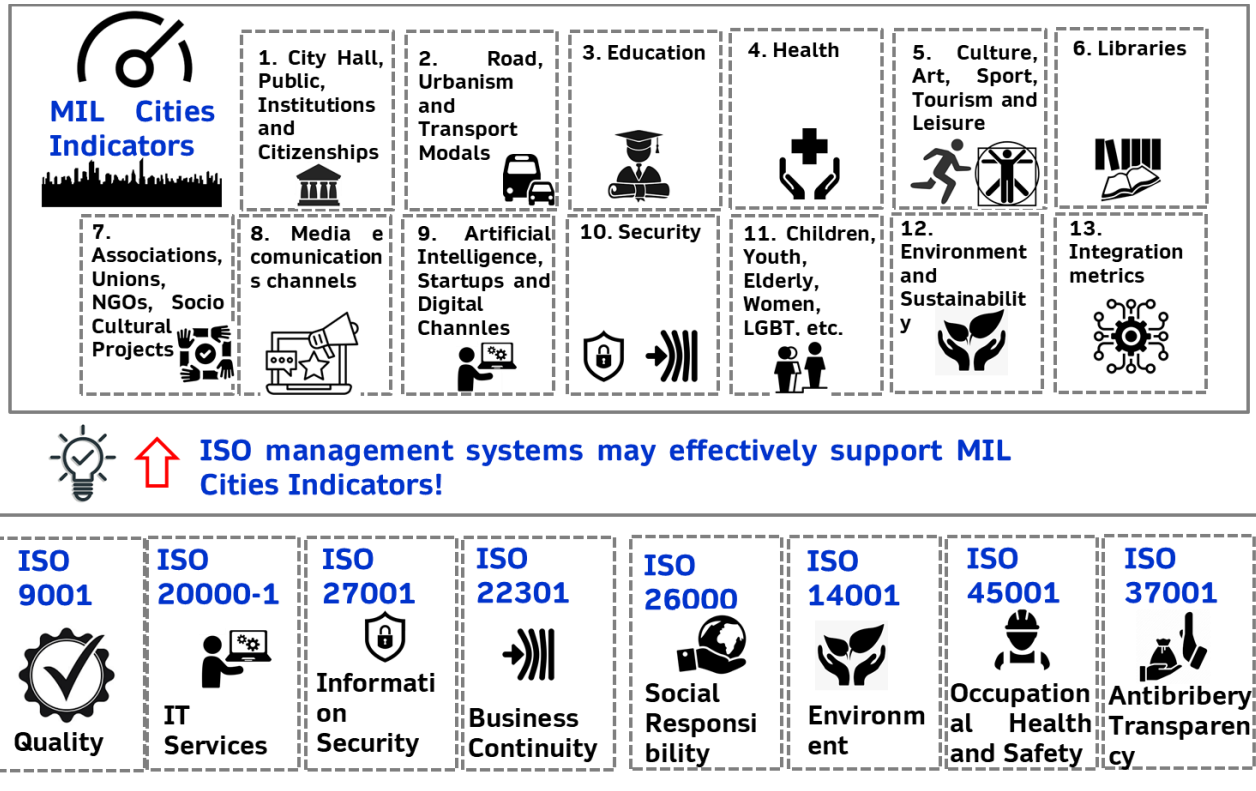 MIL Cities
Indicators
1. City Hall,
Public,
Institutions
and
Citizenships
2. Road,
Urbanism
and
Transport
Modals
3. Education
4. Health
5. Culture,
Art, Sport,
Tourism and
Leisure
6. Libraries
7.
Associations,
Unions,
NGOs, Socio
Cultural
Projects
8. Media e
comunication
s channels
9. Artificial
Intelligence,
Startups and
Digital
Channles
10. Security
11. Children,
Youth,
Elderly,
Women,
LGBT, etc.
12.
Environment
and
Sustainabilit
y
13.
Integration
metrics
ISO management systems may effectively support MIL
Cities Indicators!
ISO
9001
Quality
ISO
20000-1
IT
Services
ISO
27001
Informati
on
Security
ISO
22301
Business
Continuity
ISO
26000
Social
Responsi
bility
ISO
14001
Environm
ent
ISO
45001
Occupation
al Health
and Safety
ISO
37001
Antibribery
Transparen
cy